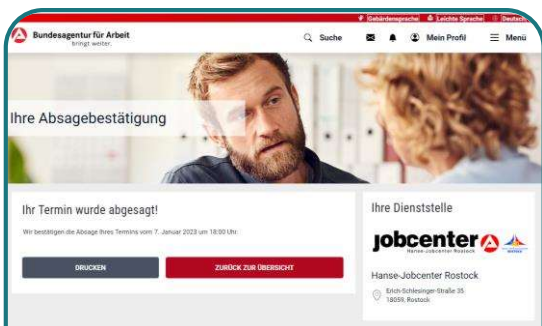 Gebärdensprache Leichte Sprache Deutsch
Bundesagentur für Arbeit
bringt weiter.
Suche Mein Profil Menü
Ihre Absagebestätigung
Ihr Termin wurde abgesagt!
Wir bestätigen die Absage Ihres Termins vom 7. Januar 2023 um 18:00 Uhr.
DRUCKEN ZURÜCK ZUR ÜBERSICHT
Ihre Dienststelle
jobcenter
Hanse-Jobcenter Rostock
Hanse-Jobcenter Rostock
Erich-Schlesinger-Straße 35
18059, Rostock